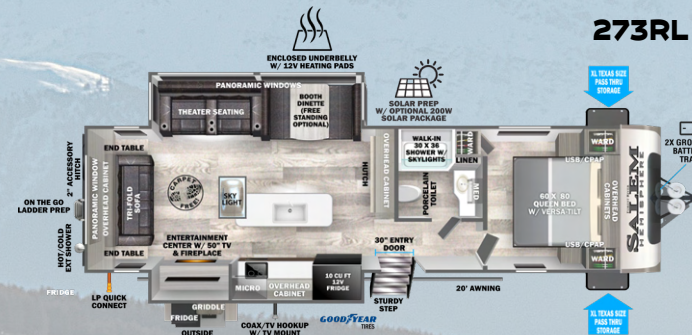 273RL
ENCLOSED UNDERBELLY
W/ 12V HEATING PADS
XL TEXAS SIZE
PASS THRU
STORAGE
PANORAMIC WINDOWS
THEATER SEATING
BOOTH
DINETTE
(FREE
STANDING
OPTIONAL)
SOLAR PREP
W/ OPTIONAL 200W
SOLAR PACKAGE
2" ACCESSORY
HITCH
ON THE GO
LADDER PREP
HOT/COLD
EXT SHOWER
PANORAMIC WINDOW
OVERHEAD CABINET
END TABLE
TRI-FOLD
SOFA
END TABLE
CARPET
FREE!
SKY
LIGHT
HUTCH
OVERHEAD CABINET
WALK-IN
30 X 36
SHOWER W/
SKYLIGHTS
WARD
LINEN
PORCELAIN
TOILET
MED
WARD
USB/CPAP
60 X 80
QUEEN BED
W/ VERSA TILT
OVERHEAD
CABINETS
USB/CPAP
WARD
SALEM
HEMISPHERE
2X GRO
BATT
TRA
ENTERTAINMENT
CENTER W/ 50" TV
& FIREPLACE
MICRO
OVERHEAD
CABINET
10 CU FT
12V
FRIDGE
30" ENTRY
DOOR
STURDY
STEP
20' AWNING
FRIDGE
LP QUICK
CONNECT
GRIDDLE
FRIDGE
OUTSIDE
COAX/TV HOOKUP
W/ TV MOUNT
GOODYEAR
TIRES
XL TEXAS SIZE
PASS THRU
STORAGE